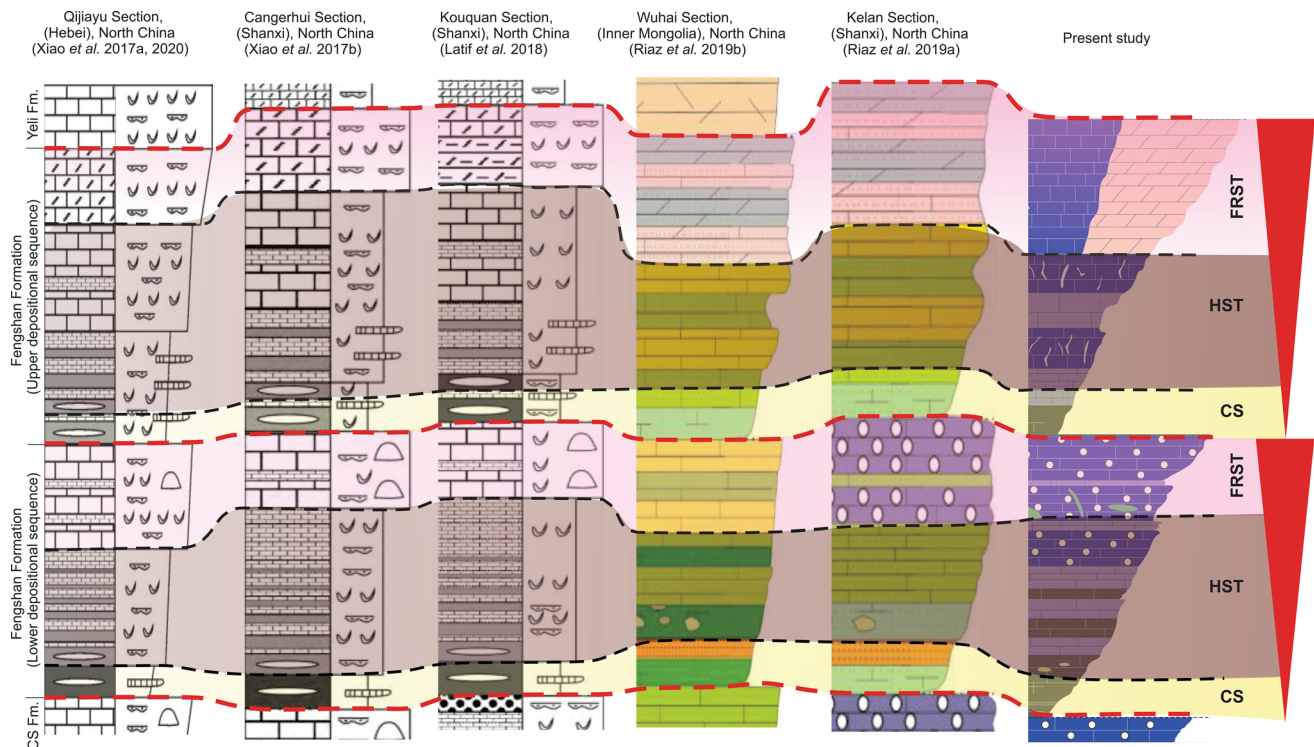 Qijiayu Section,
(Hebei), North China
(Xiao et al. 2017a, 2020)
Cangerhui Section,
(Shanxi), North China
(Xiao et al. 2017b)
Kouquan Section,
(Shanxi), North China
(Latif et al. 2018)
Wuhai Section,
(Inner Mongolia), North China
(Riaz et al. 2019b)
Kelan Section,
(Shanxi), North China
(Riaz et al. 2019a)
Present study
Yeli Fm.
Fengshan Formation
(Upper depositional sequence)
Fengshan Formation
(Lower depositional sequence)
CS Fm.
FRST
HST
CS
FRST
HST
CS